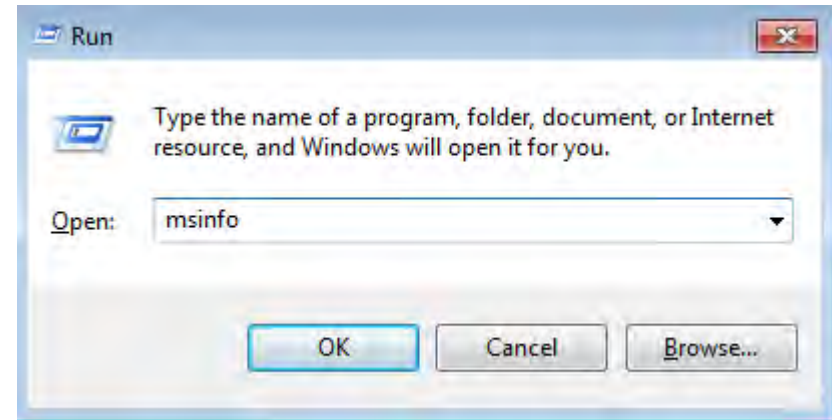 Run
Type the name of a program, folder, document, or Internet
resource, and Windows will open it for you.
Open: msinfo
OK Cancel Browse...